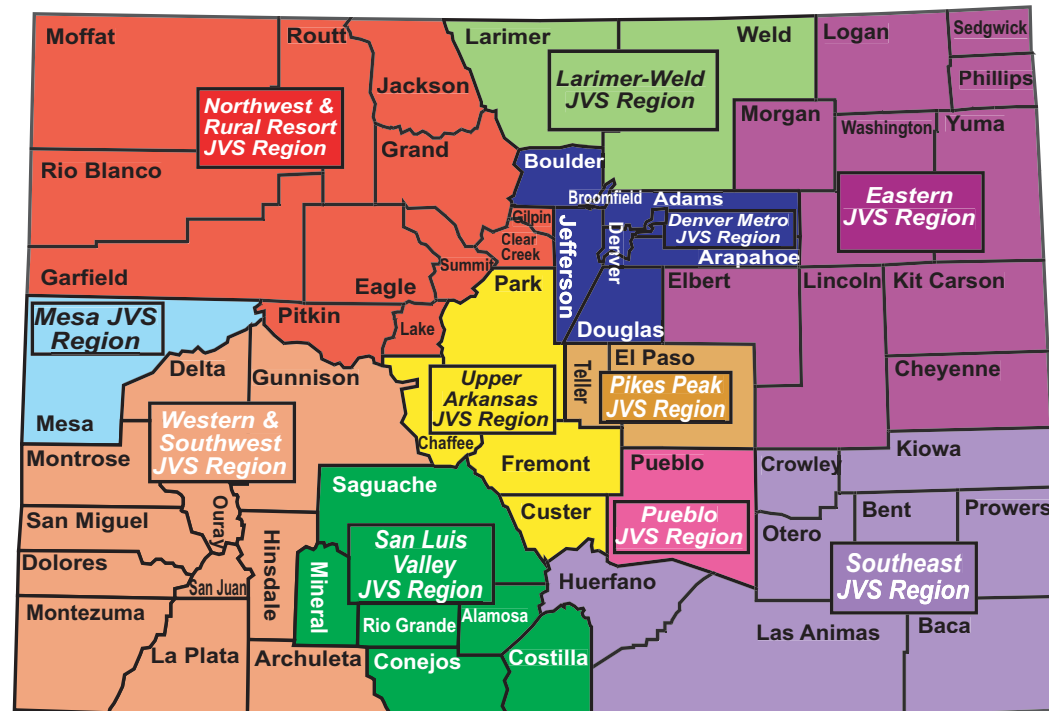 Moffat
Routt
Larimer
Weld
Logan
Sedgwick
Phillips
Jackson
Larimer-Weld
JVS Region
Northwest &
Rural Resort
JVS Region
Morgan
Washington
Yuma
Grand
Boulder
Rio Blanco
Broomfield
Adams
Eastern
JVS Region
Gilpin
Jefferson
Denver
Denver Metro
JVS Region
Clear
Creek
Arapahoe
Summit
Garfield
Eagle
Park
Elbert
Lincoln
Kit Carson
Mesa JVS
Region
Pitkin
Lake
Douglas
Delta
Gunnison
Teller
El Paso
Cheyenne
Upper
Arkansas
JVS Region
Pikes Peak
JVS Region
Mesa
Western &
Southwest
JVS Region
Chaffee
Montrose
Fremont
Pueblo
Crowley
Kiowa
Saguache
San Miguel
Ouray
Custer
Pueblo
JVS Region
Otero
Bent
Prowers
Hinsdale
San Luis
Valley
JVS Region
Dolores
San Juan
Mineral
Huerfano
Southeast
JVS Region
Montezuma
Rio Grande
Alamosa
La Plata
Archuleta
Conejos
Costilla
Las Animas
Baca